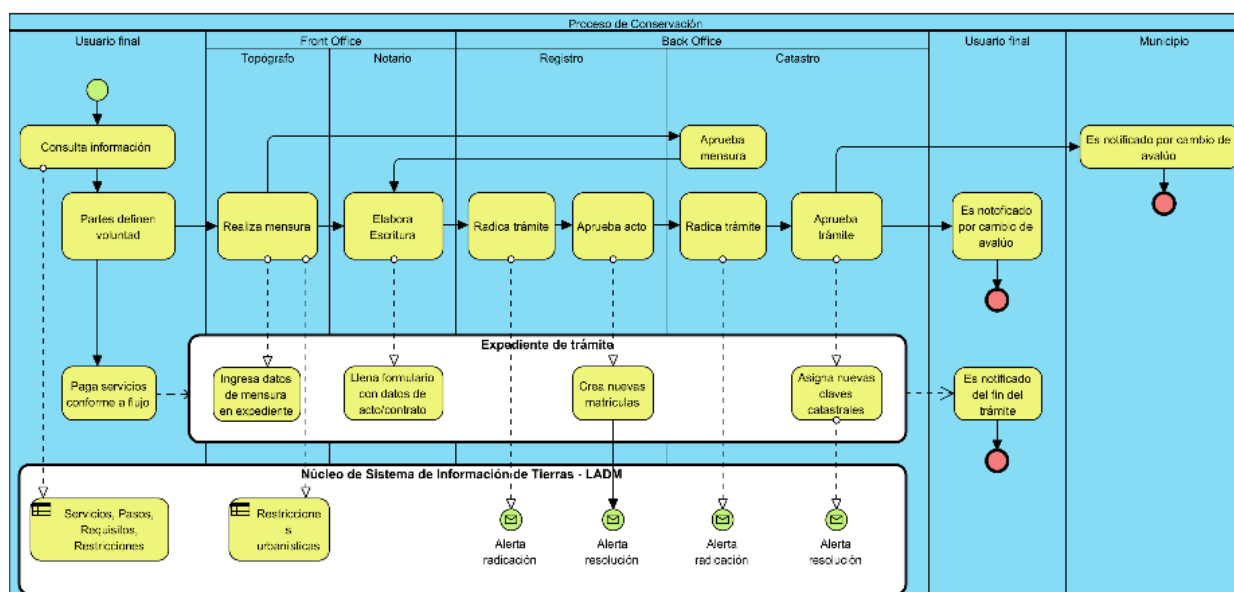 Proceso de Conservación
Usuario final
Front Office
Back Office
Usuario final
Municipio
Topógrafo
Notario
Registro
Catastro
Consulta información
Aprueba
mensura
Es notificado por cambio de
avalúo
Partes definen
voluntad
Realiza mensura
Elabora
Escritura
Radica trámite
Aprueba acto
Radica trámite
Aprueba
trámite
Es notoficado
por cambio de
avalúo
Expediente de trámite
Paga servicios
conforme a flujo
Ingresa datos
de mensura
en expediente
Llena formulario
con datos de
acto/contrato
Crea nuevas
matrículas
Asigna nuevas
claves
catastrales
Es notificado
del fin del
trámite
Núcleo de Sistema de Información de Tierras - LADM
Servicios, Pasos,
Requisitos,
Restricciones
Restriccione
s
urbanísticas
Alerta
radicación
Alerta
resolución
Alerta
radicación
Alerta
resolución